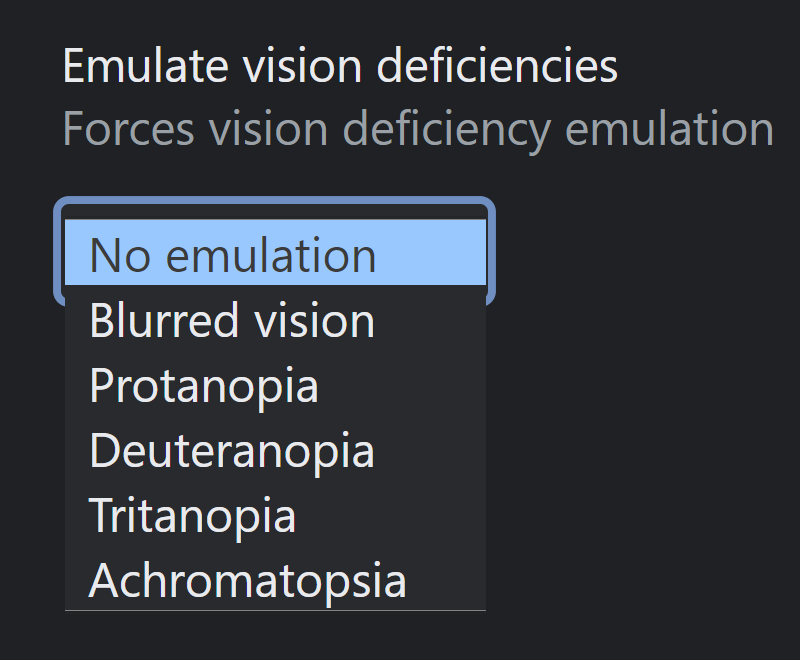 Emulate vision deficiencies
Forces vision deficiency emulation
No emulation
Blurred vision
Protanopia
Deuteranopia
Tritanopia
Achromatopsia